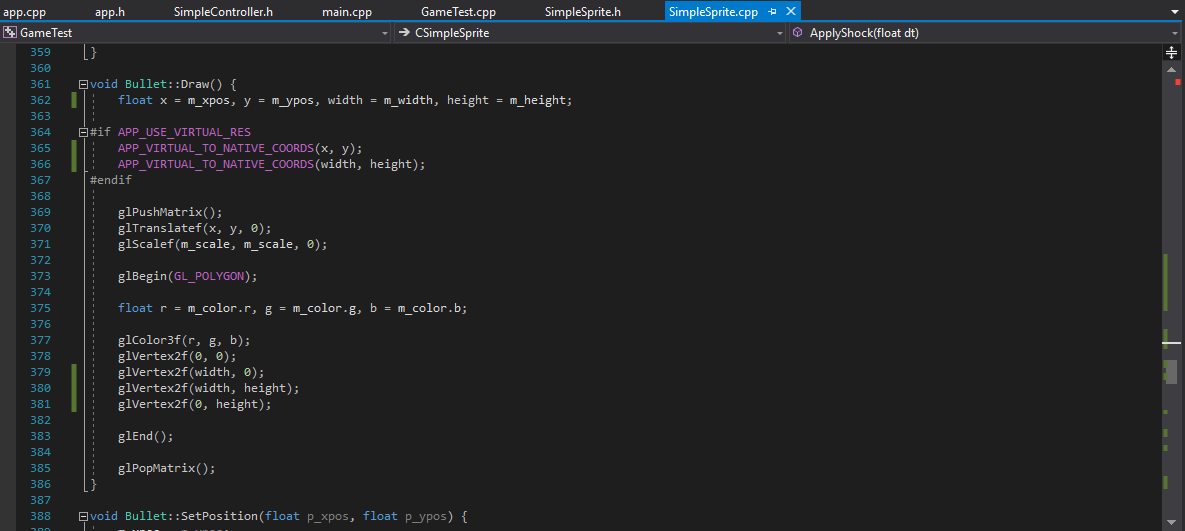 app.cpp app.h SimpleController.h main.cpp GameTest.cpp SimpleSprite.h SimpleSprite.cpp
GameTest CSimpleSprite ApplyShock(float dt)
359 }
360
361 void Bullet::Draw() {
362 float x = m_xpos, y = m_ypos, width = m_width, height = m_height;
363
364 #if APP_USE_VIRTUAL_RES
365 APP_VIRTUAL_TO_NATIVE_COORDS(x, y);
366 APP_VIRTUAL_TO_NATIVE_COORDS(width, height);
367 #endif
368
369 glPushMatrix();
370 glTranslatef(x, y, 0);
371 glScalef(m_scale, m_scale, 0);
372
373 glBegin(GL_POLYGON);
374
375 float r = m_color.r, g = m_color.g, b = m_color.b;
376
377 glColor3f(r, g, b);
378 glVertex2f(0, 0);
379 glVertex2f(width, 0);
380 glVertex2f(width, height);
381 glVertex2f(0, height);
382
383 glEnd();
384
385 glPopMatrix();
386 }
387
388 void Bullet::SetPosition(float p_xpos, float p_ypos) {